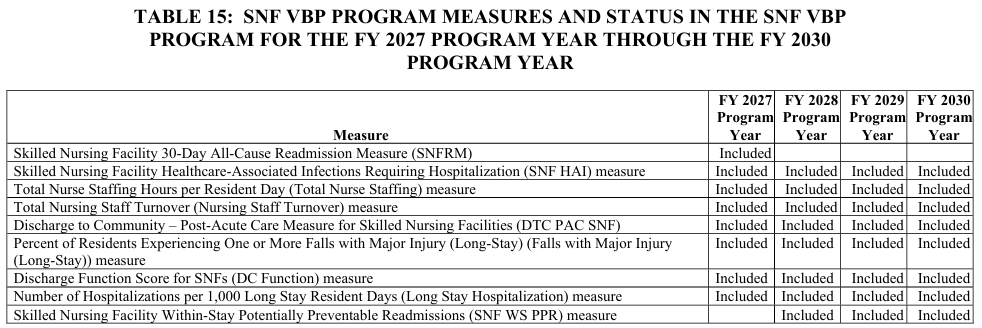 TABLE 15: SNF VBP PROGRAM MEASURES AND STATUS IN THE SNF VBP
PROGRAM FOR THE FY 2027 PROGRAM YEAR THROUGH THE FY 2030
PROGRAM YEAR
Measure FY 2027 Program Year FY 2028 Program Year FY 2029 Program Year FY 2030 Program Year
Skilled Nursing Facility 30-Day All-Cause Readmission Measure (SNFRM) Included
Skilled Nursing Facility Healthcare-Associated Infections Requiring Hospitalization (SNF HAI) measure Included Included Included Included
Total Nurse Staffing Hours per Resident Day (Total Nurse Staffing) measure Included Included Included Included
Total Nursing Staff Turnover (Nursing Staff Turnover) measure Included Included Included Included
Discharge to Community – Post-Acute Care Measure for Skilled Nursing Facilities (DTC PAC SNF) Included Included Included Included
Percent of Residents Experiencing One or More Falls with Major Injury (Long-Stay) (Falls with Major Injury Included Included Included Included
(Long-Stay)) measure
Discharge Function Score for SNFs (DC Function) measure Included Included Included Included
Number of Hospitalizations per 1,000 Long Stay Resident Days (Long Stay Hospitalization) measure Included Included Included Included
Skilled Nursing Facility Within-Stay Potentially Preventable Readmissions (SNF WS PPR) measure Included Included Included